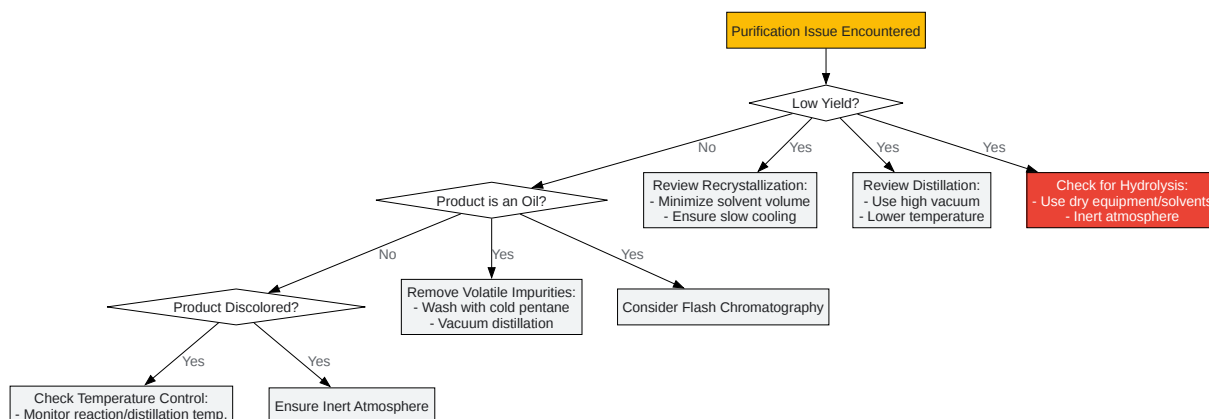 Purification Issue Encountered
Low Yield?
No
Yes
Yes
Yes
Review Recrystallization:
- Minimize solvent volume
- Ensure slow cooling
Review Distillation:
- Use high vacuum
- Lower temperature
Check for Hydrolysis:
- Use dry equipment/solvents
- Inert atmosphere
Product is an Oil?
No
Yes
Yes
Remove Volatile Impurities:
- Wash with cold pentane
- Vacuum distillation
Consider Flash Chromatography
Product Discolored?
Yes
Yes
Check Temperature Control:
- Monitor reaction/distillation temp.
Ensure Inert Atmosphere